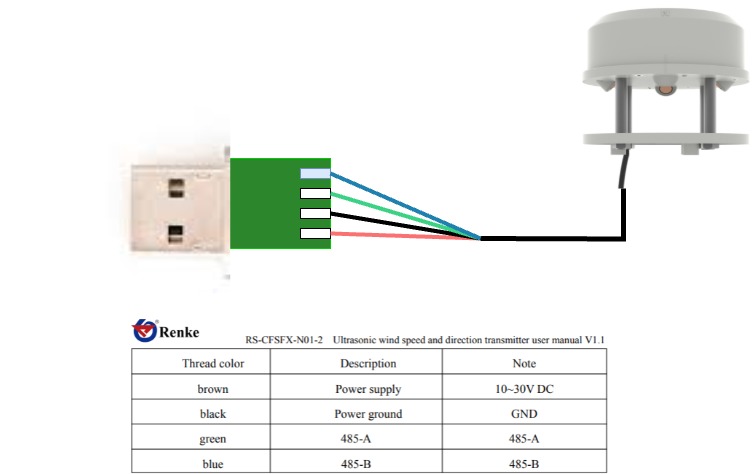 Renke
RS-CFSFX-N01-2 Ultrasonic wind speed and direction transmitter user manual V1.1
Thread color Description Note
brown Power supply 10~30V DC
black Power ground GND
green 485-A 485-A
blue 485-B 485-B